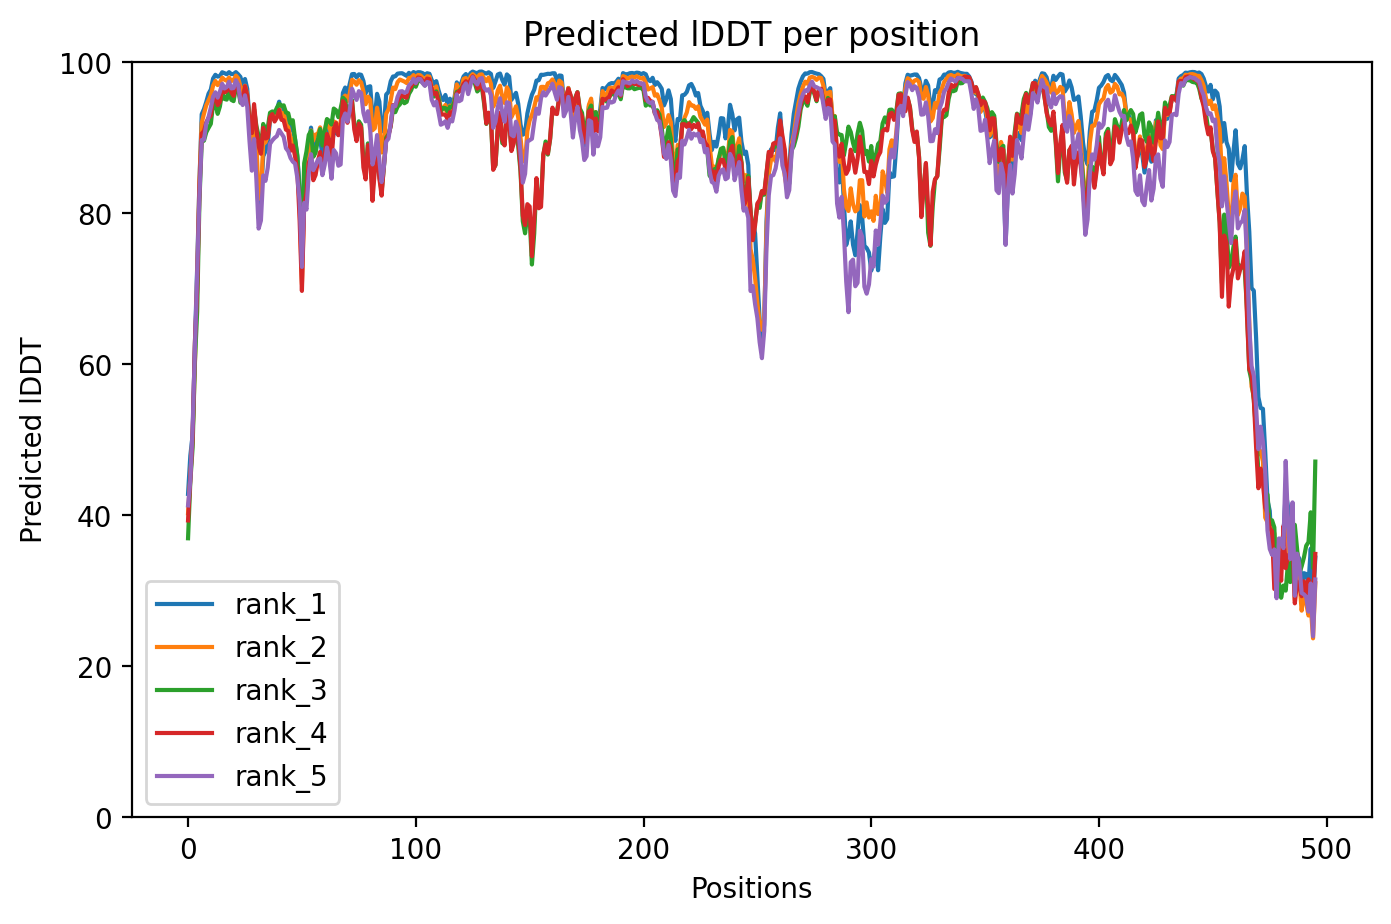 Predicted lDDT per position
100
80
60
40
20
0
Predicted lDDT
rank_1
rank_2
rank_3
rank_4
rank_5
0 100 200 300 400 500
Positions